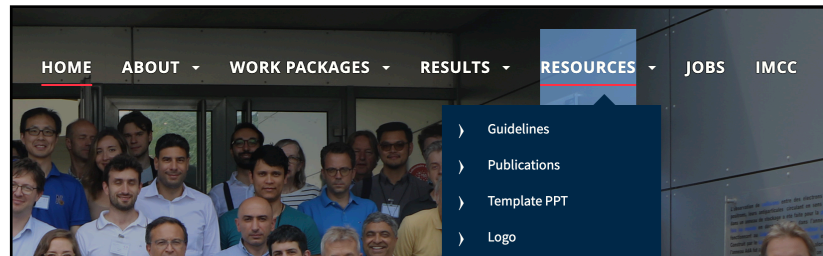 HOME ABOUT WORK PACKAGES RESULTS RESOURCES JOBS IMCC
Guidelines
Publications
Template PPT
Logo